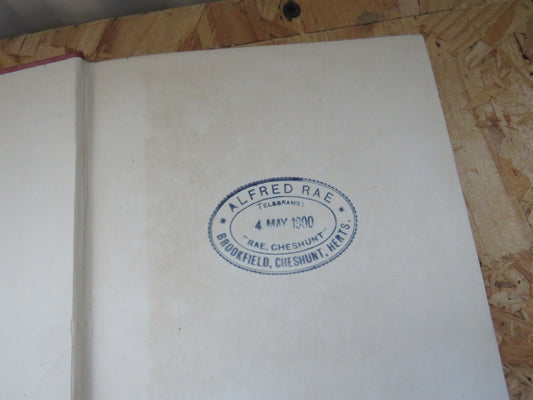 * ALFRED RAE *
TELEGRAMS:
4 MAY 1900
"RAE, CHESHUNT"
BROOKFIELD, CHESHUNT, HERTS.